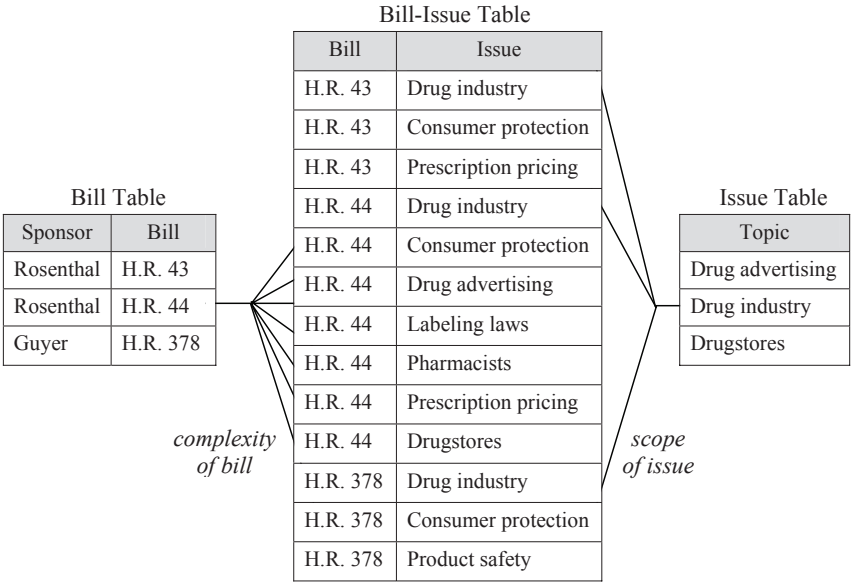 Bill-Issue Table
Bill Issue
H.R. 43 Drug industry
H.R. 43 Consumer protection
H.R. 43 Prescription pricing
H.R. 44 Drug industry
H.R. 44 Consumer protection
H.R. 44 Drug advertising
H.R. 44 Labeling laws
H.R. 44 Pharmacists
H.R. 44 Prescription pricing
H.R. 44 Drugstores
H.R. 378 Drug industry
H.R. 378 Consumer protection
H.R. 378 Product safety
Bill Table
Sponsor Bill
Rosenthal H.R. 43
Rosenthal H.R. 44
Guyer H.R. 378
complexity
of bill
Issue Table
Topic
Drug advertising
Drug industry
Drugstores
scope
of issue